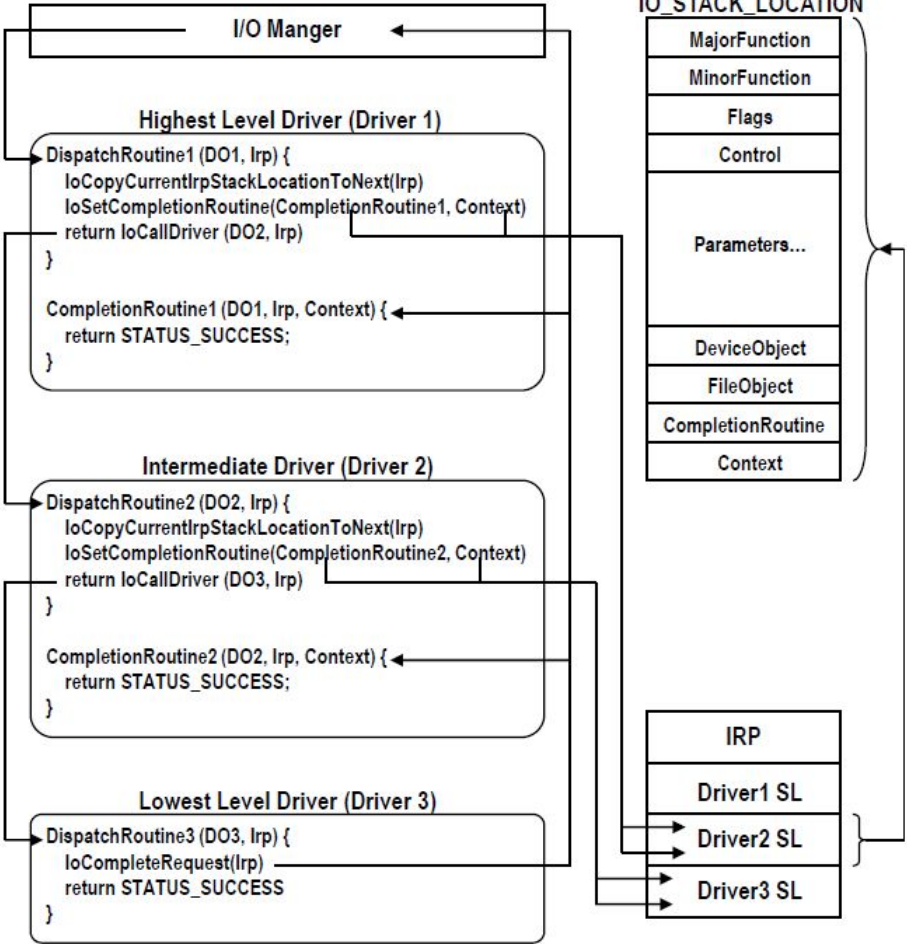 I/O Manger
Highest Level Driver (Driver 1)
DispatchRoutine1 (DO1, Irp) {
IoCopyCurrentIrpStackLocationToNext(Irp)
IoSetCompletionRoutine(CompletionRoutine1, Context)
return IoCallDriver (DO2, Irp)
}
CompletionRoutine1 (DO1, Irp, Context) {
return STATUS_SUCCESS;
}
Intermediate Driver (Driver 2)
DispatchRoutine2 (DO2, Irp) {
IoCopyCurrentIrpStackLocationToNext(Irp)
IoSetCompletionRoutine(CompletionRoutine2, Context)
return IoCallDriver (DO3, Irp)
}
CompletionRoutine2 (DO2, Irp, Context) {
return STATUS_SUCCESS;
}
Lowest Level Driver (Driver 3)
DispatchRoutine3 (DO3, Irp) {
IoCompleteRequest(Irp)
return STATUS_SUCCESS
}
IO_STACK_LOCATION
MajorFunction
MinorFunction
Flags
Control
Parameters...
DeviceObject
FileObject
CompletionRoutine
Context
IRP
Driver1 SL
Driver2 SL
Driver3 SL